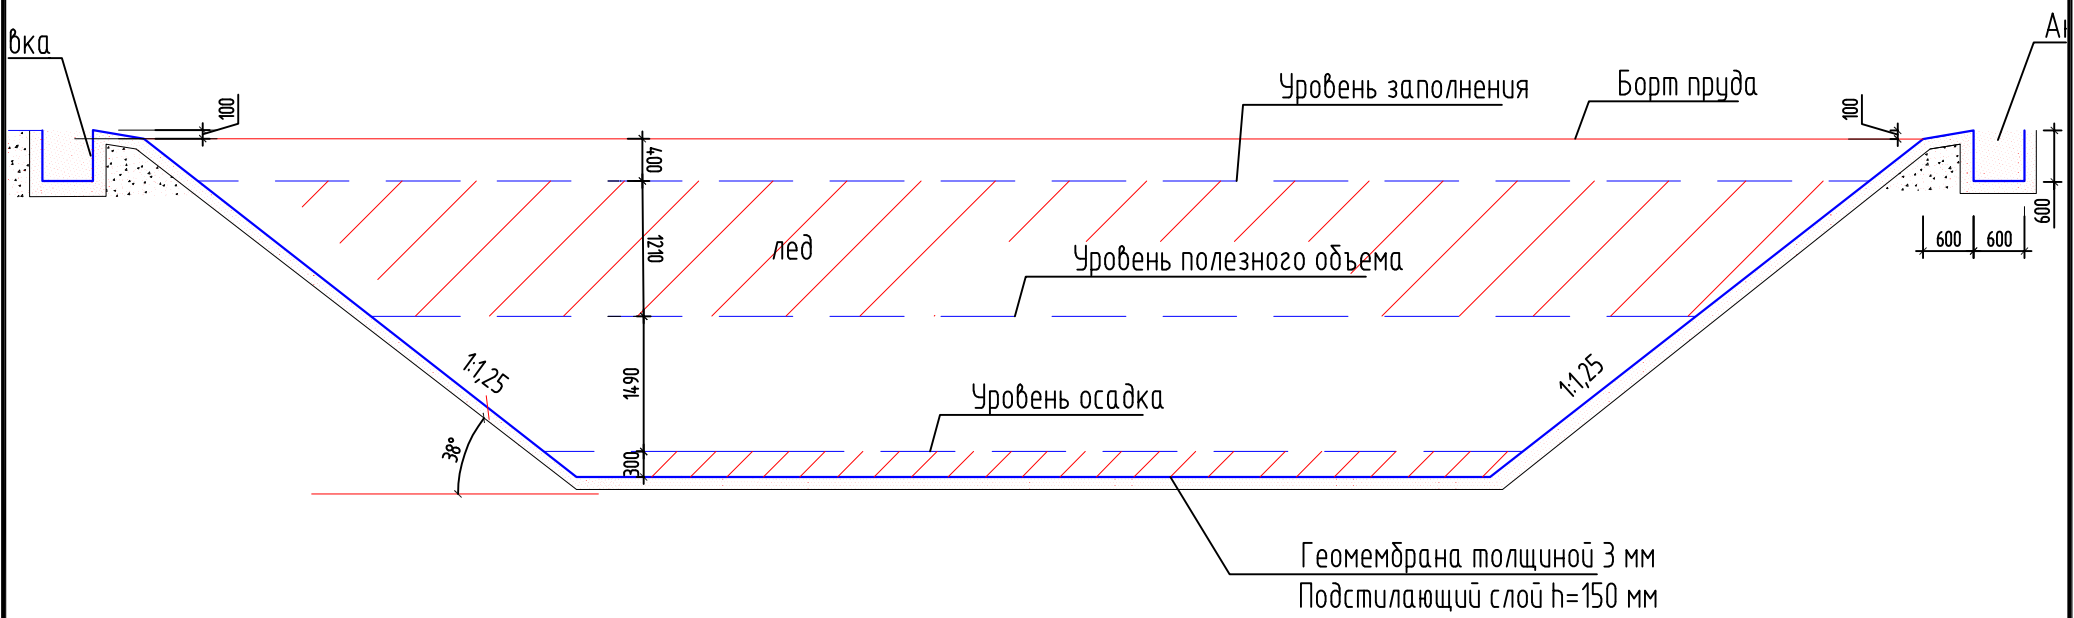 вка
100
Уровень заполнения
Борт пруда
100
400
600
600 600
1210
лед
Уровень полезного объема
1:1,25
1490
1:1,25
Уровень осадка
38°
300
Геомембрана толщиной 3 мм
Подстилающий слой h=150 мм